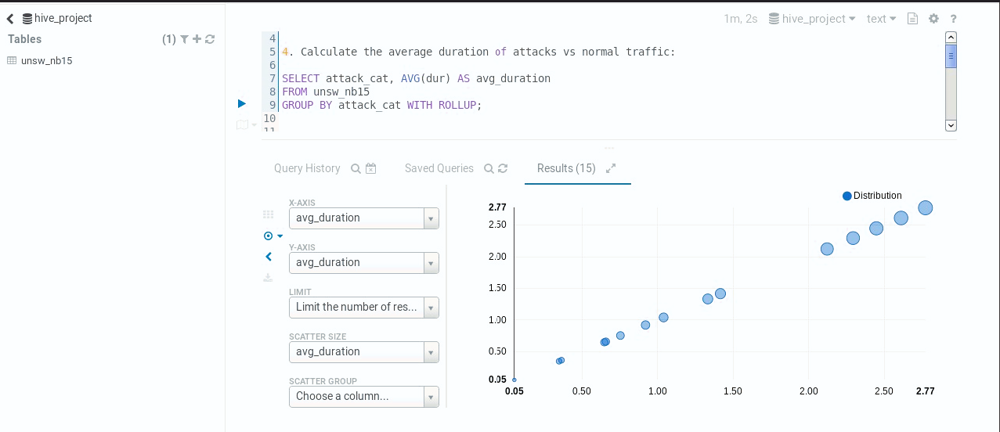 hive_project
1m, 2s hive_project text ?
Tables (1)
unsw_nb15
4
5 4. Calculate the average duration of attacks vs normal traffic:
6
7 SELECT attack_cat, AVG(dur) AS avg_duration
8 FROM unsw_nb15
9 GROUP BY attack_cat WITH ROLLUP;
10
11
Query History Saved Queries Results (15)
X-AXIS
avg_duration
Y-AXIS
avg_duration
LIMIT
Limit the number of res...
SCATTER SIZE
avg_duration
SCATTER GROUP
Choose a column...
Distribution
2.77
2.50
2.00
1.50
1.00
0.50
0.05
0.05 0.50 1.00 1.50 2.00 2.50 2.77